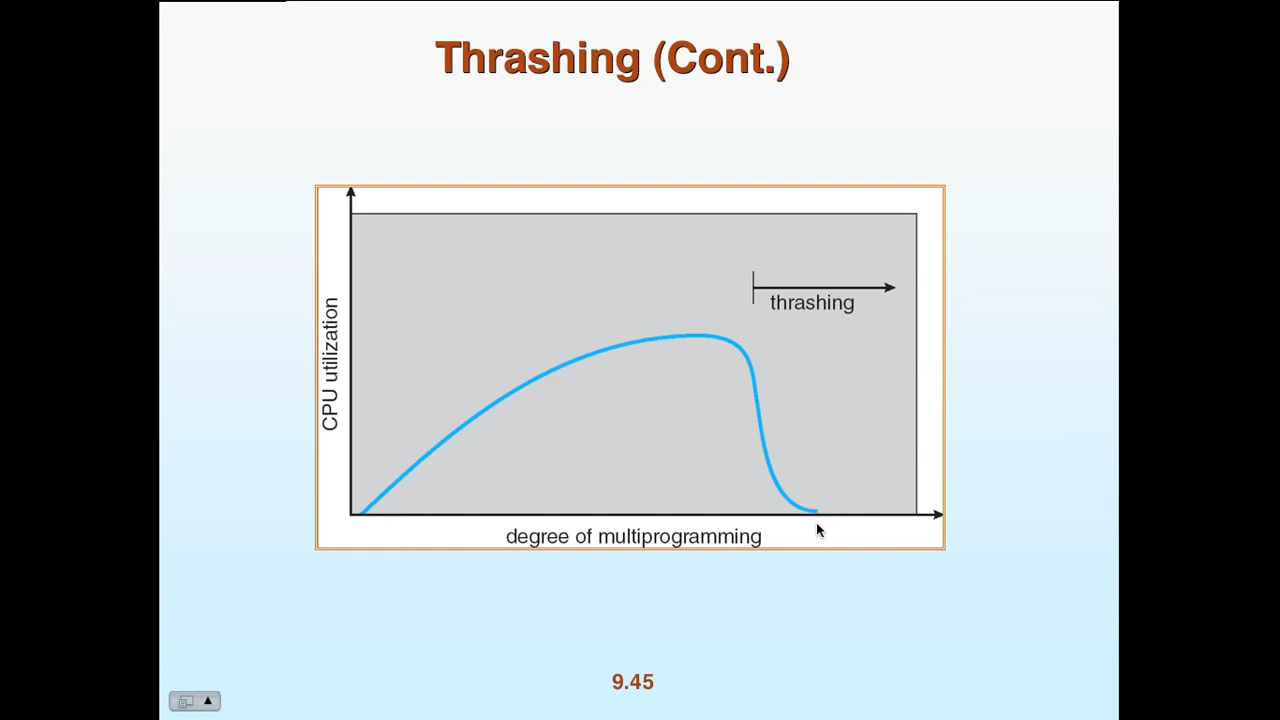 Thrashing (Cont.)
thrashing
CPU utilization
degree of multiprogramming
9.45